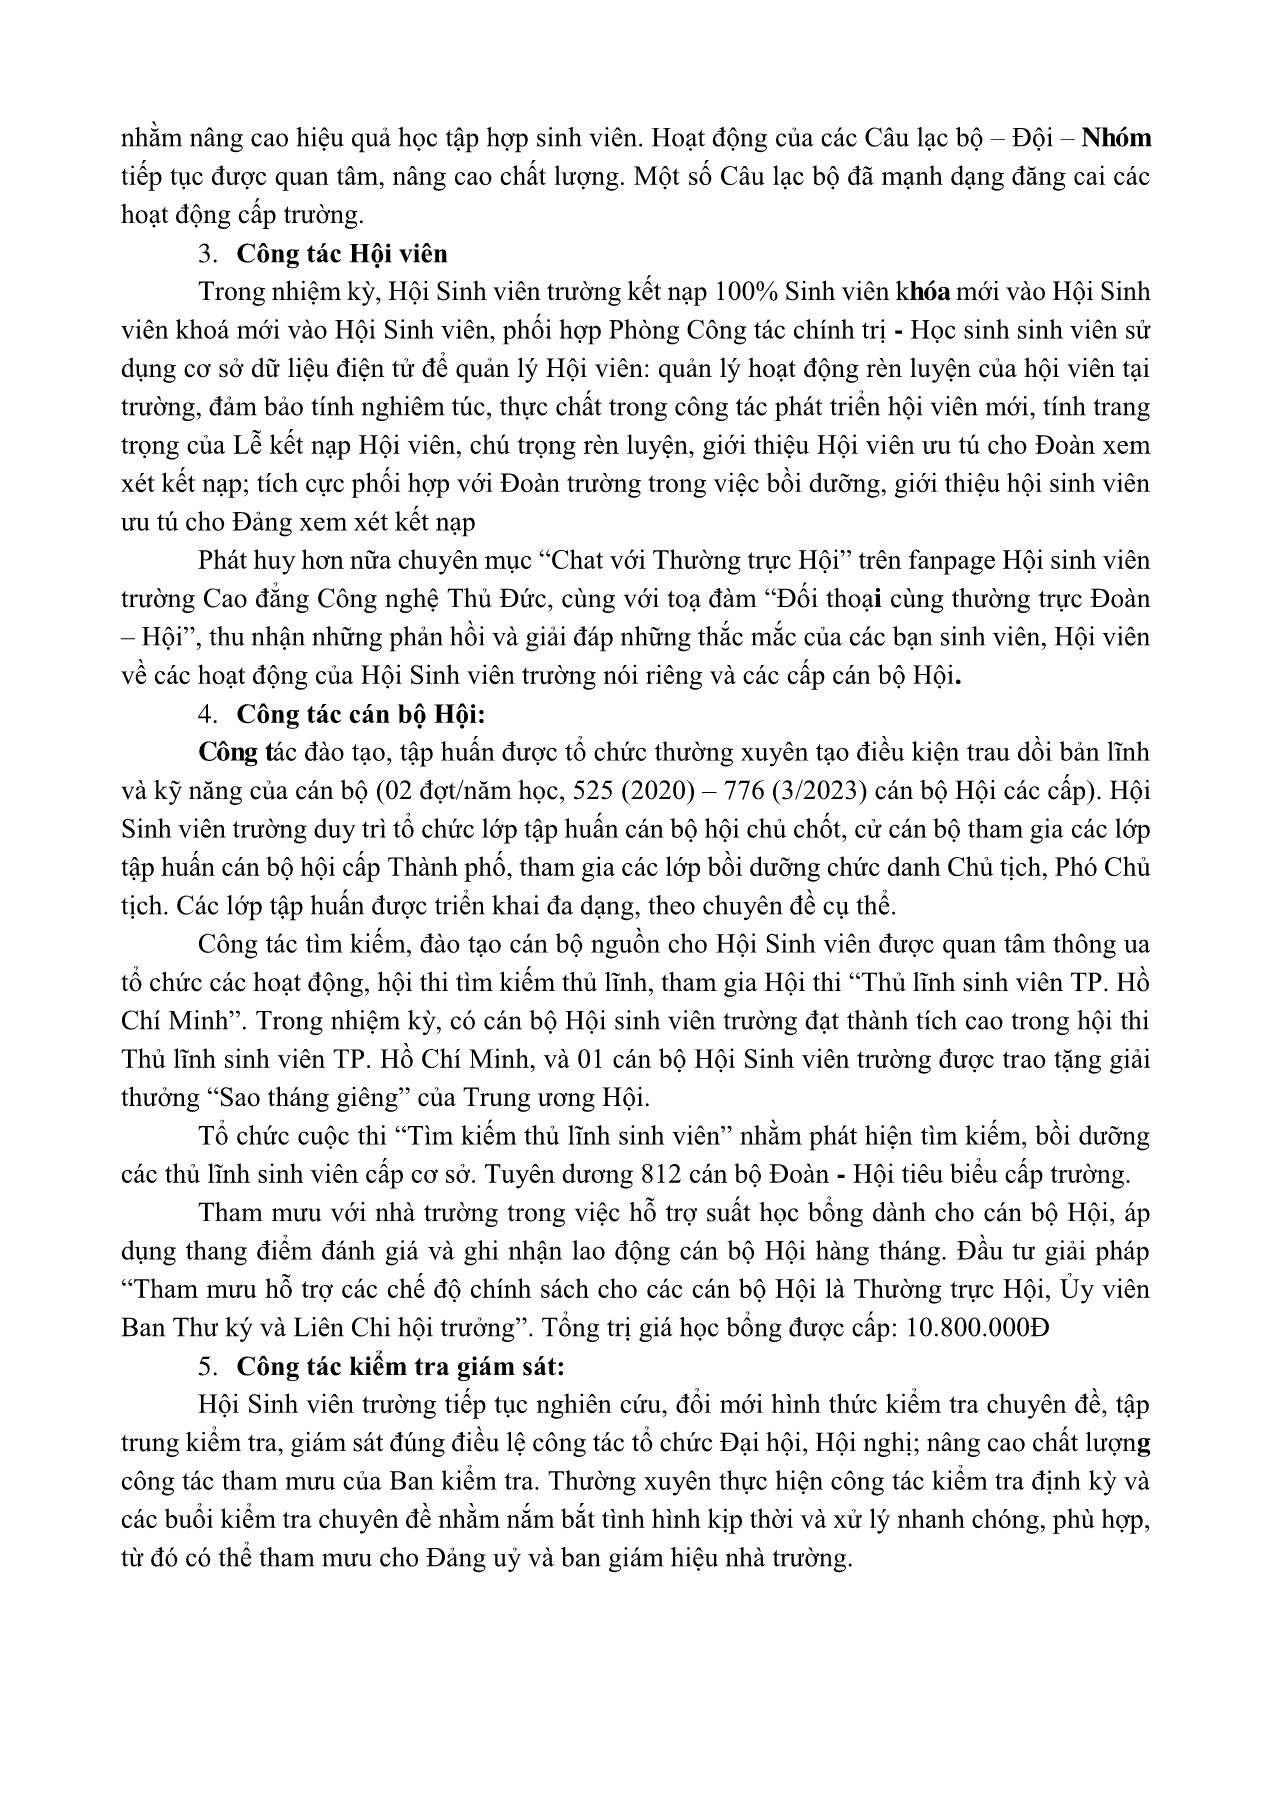 nhằm nâng cao hiệu quả học tập hợp sinh viên. Hoạt động của các Câu lạc bộ – Đội – Nhóm
tiếp tục được quan tâm, nâng cao chất lượng. Một số Câu lạc bộ đã mạnh dạng đăng cai các
hoạt động cấp trường.
3. Công tác Hội viên
Trong nhiệm kỳ, Hội Sinh viên trường kết nạp 100% Sinh viên khóa mới vào Hội Sinh
viên khoá mới vào Hội Sinh viên, phối hợp Phòng Công tác chính trị - Học sinh sinh viên sử
dụng cơ sở dữ liệu điện tử để quản lý Hội viên: quản lý hoạt động rèn luyện của hội viên tại
trường, đảm bảo tính nghiêm túc, thực chất trong công tác phát triển hội viên mới, tính trang
trọng của Lễ kết nạp Hội viên, chú trọng rèn luyện, giới thiệu Hội viên ưu tú cho Đoàn xem
xét kết nạp; tích cực phối hợp với Đoàn trường trong việc bồi dưỡng, giới thiệu hội sinh viên
ưu tú cho Đảng xem xét kết nạp
Phát huy hơn nữa chuyên mục “Chat với Thường trực Hội” trên fanpage Hội sinh viên
trường Cao đẳng Công nghệ Thủ Đức, cùng với toạ đàm “Đối thoại cùng thường trực Đoàn
– Hội”, thu nhận những phản hồi và giải đáp những thắc mắc của các bạn sinh viên, Hội viên
về các hoạt động của Hội Sinh viên trường nói riêng và các cấp cán bộ Hội.
4. Công tác cán bộ Hội:
Công tác đào tạo, tập huấn được tổ chức thường xuyên tạo điều kiện trau dồi bản lĩnh
và kỹ năng của cán bộ (02 đợt/năm học, 525 (2020) – 776 (3/2023) cán bộ Hội các cấp). Hội
Sinh viên trường duy trì tổ chức lớp tập huấn cán bộ hội chủ chốt, cử cán bộ tham gia các lớp
tập huấn cán bộ hội cấp Thành phố, tham gia các lớp bồi dưỡng chức danh Chủ tịch, Phó Chủ
tịch. Các lớp tập huấn được triển khai đa dạng, theo chuyên đề cụ thể.
Công tác tìm kiếm, đào tạo cán bộ nguồn cho Hội Sinh viên được quan tâm thông ua
tổ chức các hoạt động, hội thi tìm kiếm thủ lĩnh, tham gia Hội thi “Thủ lĩnh sinh viên TP. Hồ
Chí Minh”. Trong nhiệm kỳ, có cán bộ Hội sinh viên trường đạt thành tích cao trong hội thi
Thủ lĩnh sinh viên TP. Hồ Chí Minh, và 01 cán bộ Hội Sinh viên trường được trao tặng giải
thưởng “Sao tháng giêng” của Trung ương Hội.
Tổ chức cuộc thi “Tìm kiếm thủ lĩnh sinh viên” nhằm phát hiện tìm kiếm, bồi dưỡng
các thủ lĩnh sinh viên cấp cơ sở. Tuyên dương 812 cán bộ Đoàn - Hội tiêu biểu cấp trường.
Tham mưu với nhà trường trong việc hỗ trợ suất học bổng dành cho cán bộ Hội, áp
dụng thang điểm đánh giá và ghi nhận lao động cán bộ Hội hàng tháng. Đầu tư giải pháp
“Tham mưu hỗ trợ các chế độ chính sách cho các cán bộ Hội là Thường trực Hội, Ủy viên
Ban Thư ký và Liên Chi hội trưởng”. Tổng trị giá học bổng được cấp: 10.800.000Đ
5. Công tác kiểm tra giám sát:
Hội Sinh viên trường tiếp tục nghiên cứu, đổi mới hình thức kiểm tra chuyên đề, tập
trung kiểm tra, giám sát đúng điều lệ công tác tổ chức Đại hội, Hội nghị; nâng cao chất lượng
công tác tham mưu của Ban kiểm tra. Thường xuyên thực hiện công tác kiểm tra định kỳ và
các buổi kiểm tra chuyên đề nhằm nắm bắt tình hình kịp thời và xử lý nhanh chóng, phù hợp,
từ đó có thể tham mưu cho Đảng uỷ và ban giám hiệu nhà trường.